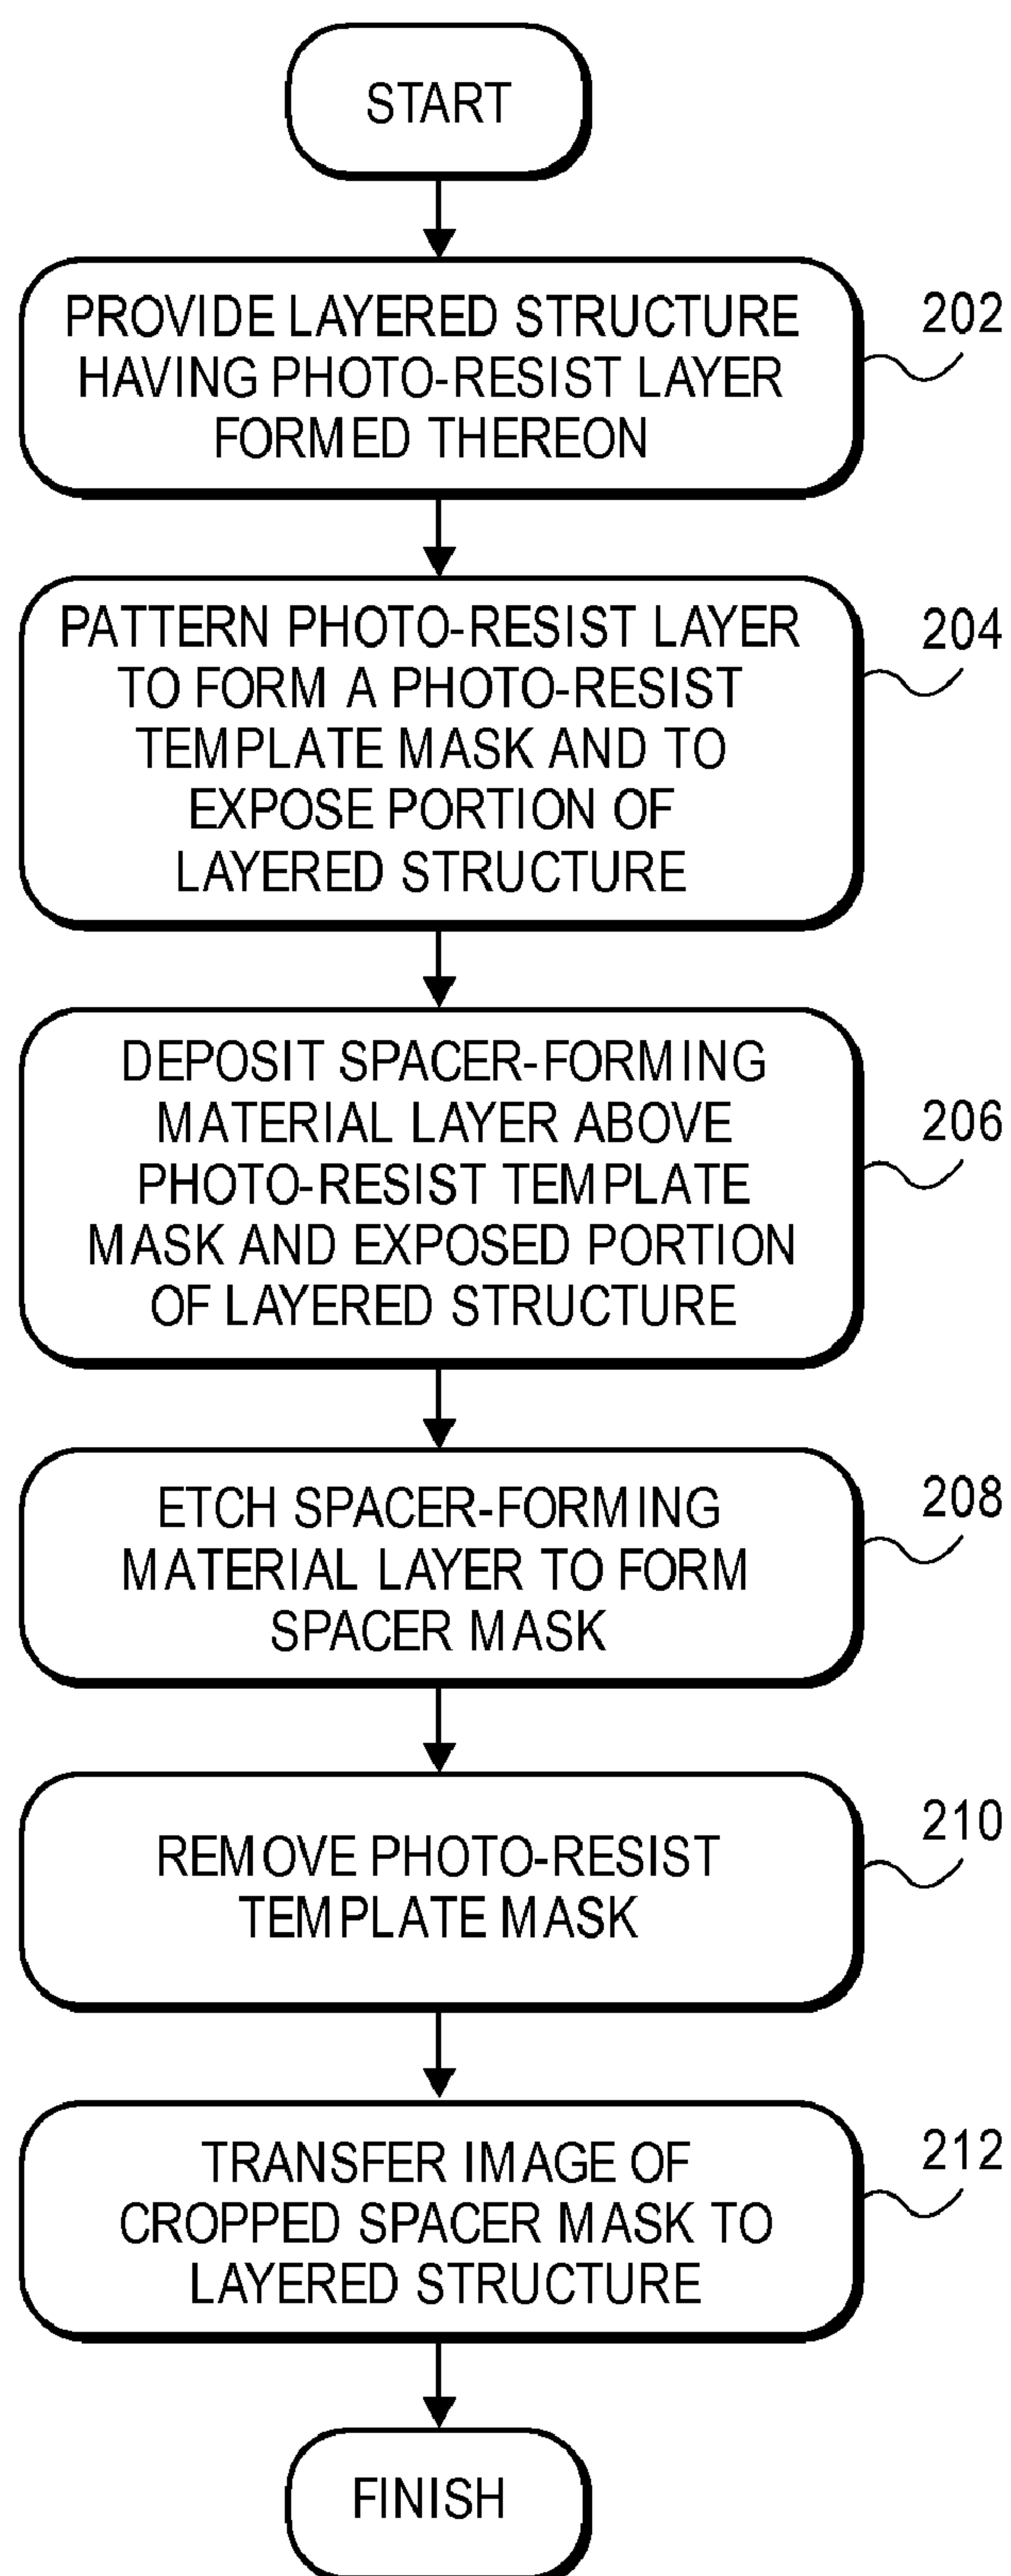 START
PROVIDE LAYERED STRUCTURE
HAVING PHOTO-RESIST LAYER
FORMED THEREON
202
PATTERN PHOTO-RESIST LAYER
TO FORM A PHOTO-RESIST
TEMPLATE MASK AND TO
EXPOSE PORTION OF
LAYERED STRUCTURE
204
DEPOSIT SPACER-FORMING
MATERIAL LAYER ABOVE
PHOTO-RESIST TEMPLATE
MASK AND EXPOSED PORTION
OF LAYERED STRUCTURE
206
ETCH SPACER-FORMING
MATERIAL LAYER TO FORM
SPACER MASK
208
REMOVE PHOTO-RESIST
TEMPLATE MASK
210
TRANSFER IMAGE OF
CROPPED SPACER MASK TO
LAYERED STRUCTURE
212
FINISH